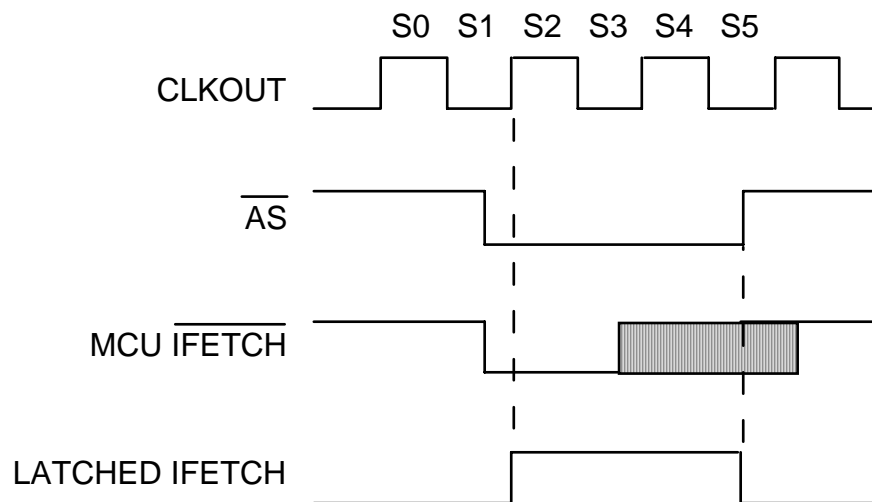 S0 S1 S2 S3 S4 S5
CLKOUT
AS
MCU IFETCH
LATCHED IFETCH